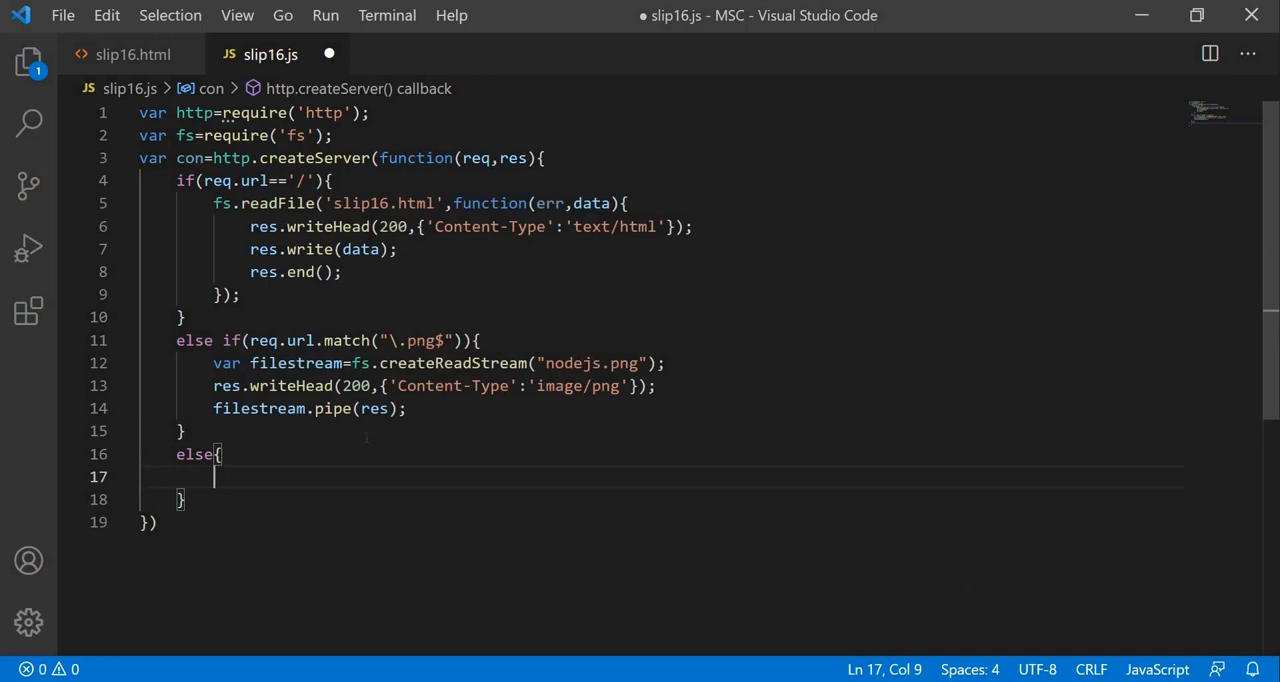 File Edit Selection View Go Run Terminal Help ● slip16.js - MSC - Visual Studio Code
1
<> slip16.html JS slip16.js ●
JS slip16.js > con > http.createServer() callback
1 var http=require('http');
2 var fs=require('fs');
3 var con=http.createServer(function(req,res){
4 if(req.url=='/'){
5 fs.readFile('slip16.html',function(err,data){
6 res.writeHead(200,{'Content-Type':'text/html'});
7 res.write(data);
8 res.end();
9 });
10 }
11 else if(req.url.match("\.png$")){
12 var filestream=fs.createReadStream("nodejs.png");
13 res.writeHead(200,{'Content-Type':'image/png'});
14 filestream.pipe(res);
15 }
16 else{
17
18 }
19 })
0 0 Ln 17, Col 9 Spaces: 4 UTF-8 CRLF JavaScript